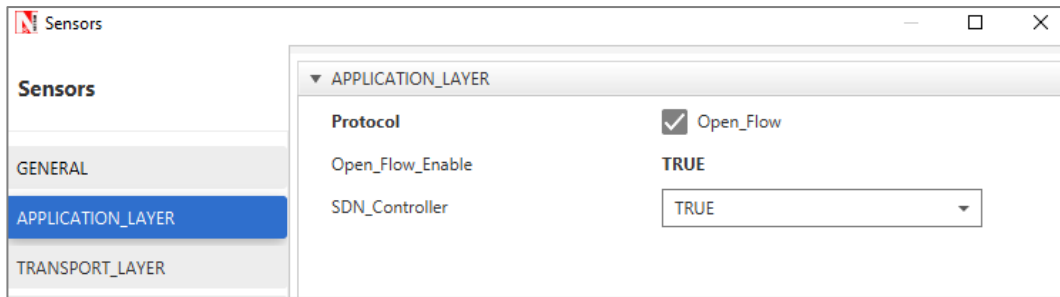 Sensors
Sensors
GENERAL
APPLICATION_LAYER
TRANSPORT_LAYER
APPLICATION_LAYER
Protocol Open_Flow
Open_Flow_Enable TRUE
SDN_Controller TRUE